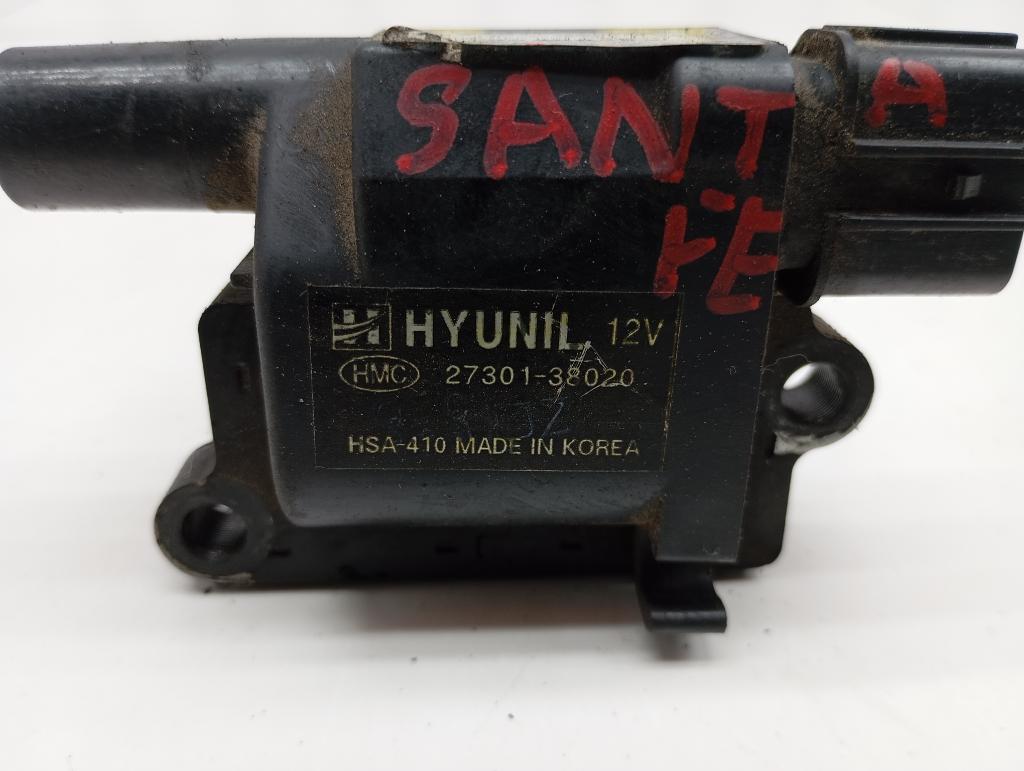 SANTA
FE
HYUNIL 12V
HMC 27301-38020
HSA-410 MADE IN KOREA